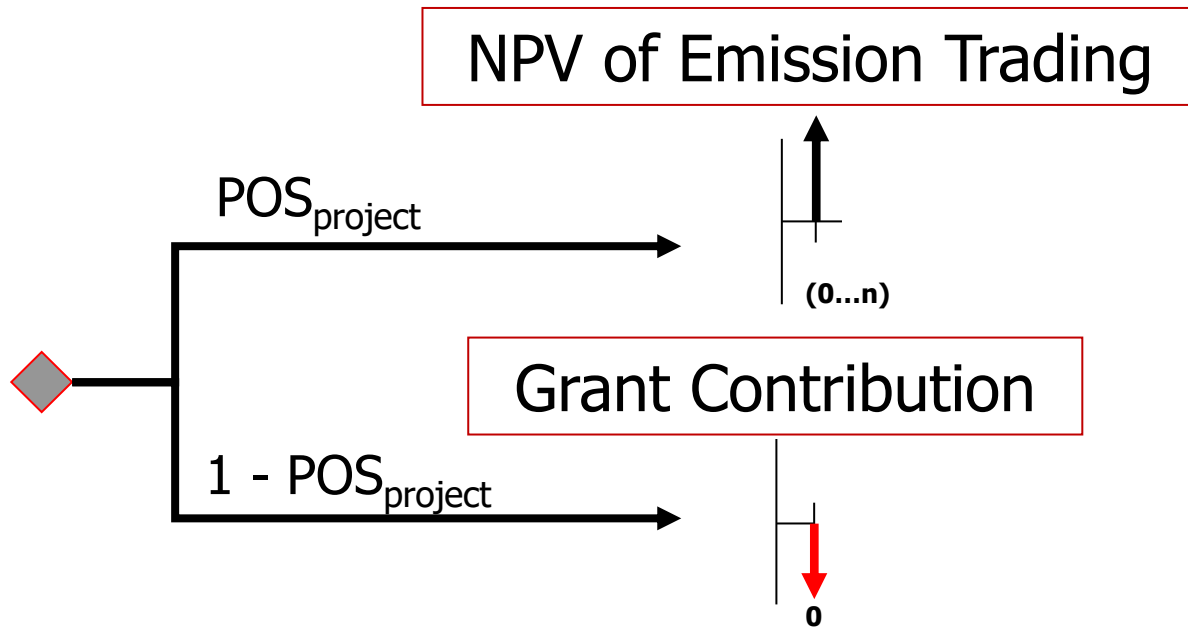 NPV of Emission Trading
POSproject
(0...n)
Grant Contribution
1 - POSproject
0